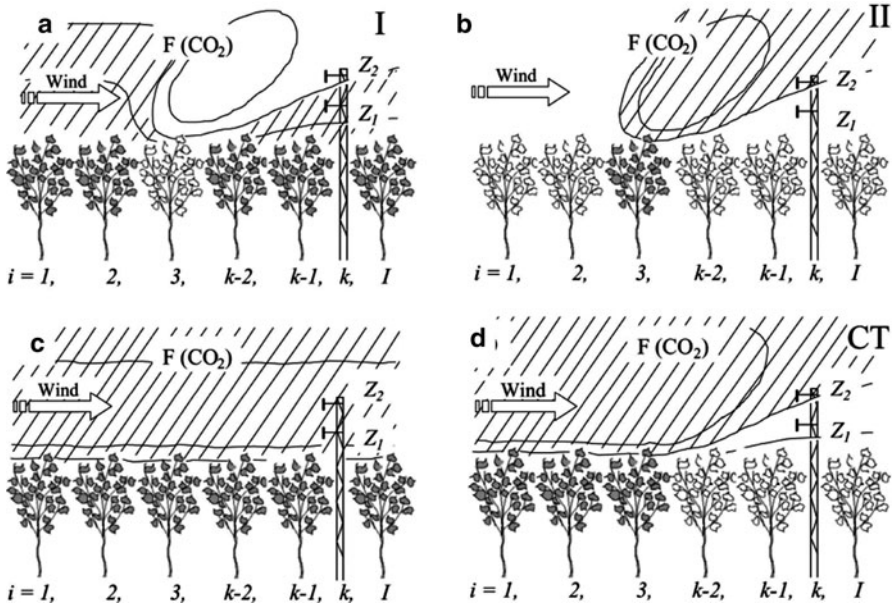 a
I
F (CO₂)
Z₂
Wind
Z₁
i = 1, 2, 3, k-2, k-1, k, I
b
II
F (CO₂)
Z₂
Wind
Z₁
i = 1, 2, 3, k-2, k-1, k, I
c
F (CO₂)
Wind
Z₂
Z₁
i = 1, 2, 3, k-2, k-1, k, I
d
CT
F (CO₂)
Wind
Z₂
Z₁
i = 1, 2, 3, k-2, k-1, k, I